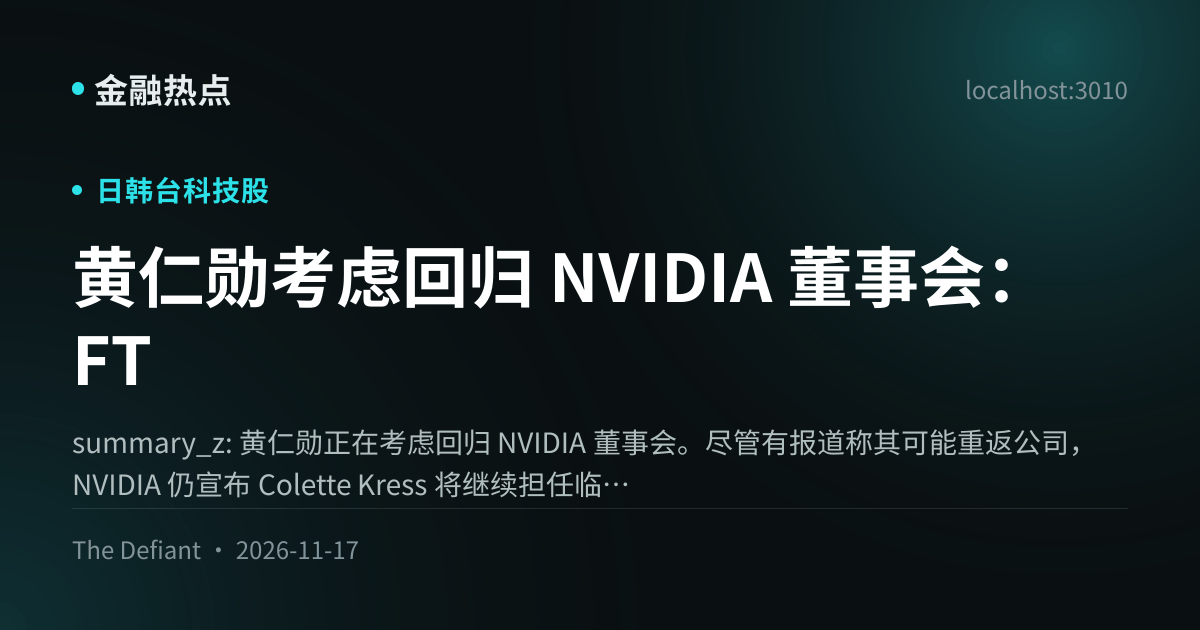 金融热点
localhost:3010
日韩台科技股
黄仁勋考虑回归 NVIDIA 董事会：
FT
summary_z: 黄仁勋正在考虑回归 NVIDIA 董事会。尽管有报道称其可能重返公司，
NVIDIA 仍宣布 Colette Kress 将继续担任临…
The Defiant · 2026-11-17